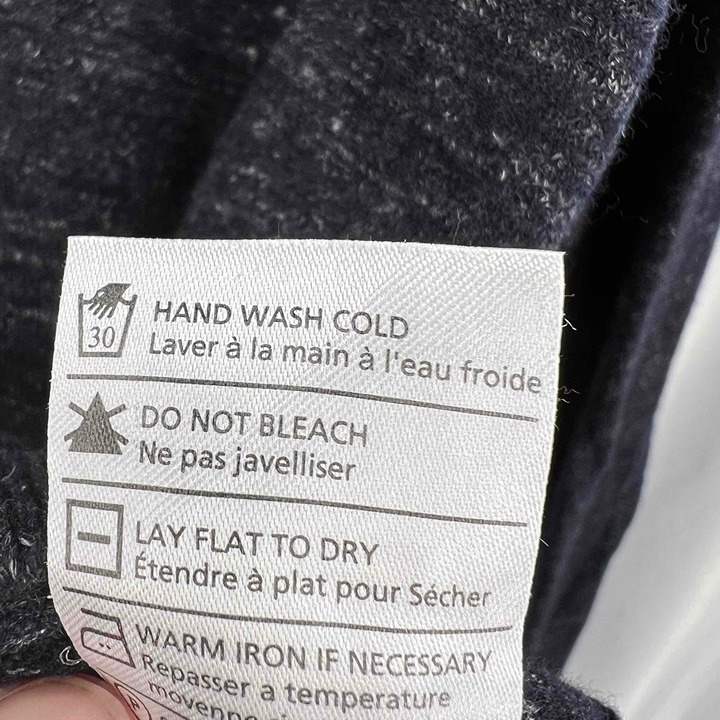 HAND WASH COLD
30
Laver à la main à l'eau froide
DO NOT BLEACH
Ne pas javelliser
LAY FLAT TO DRY
Étendre à plat pour Sécher
WARM IRON IF NECESSARY
Repasser a temperature